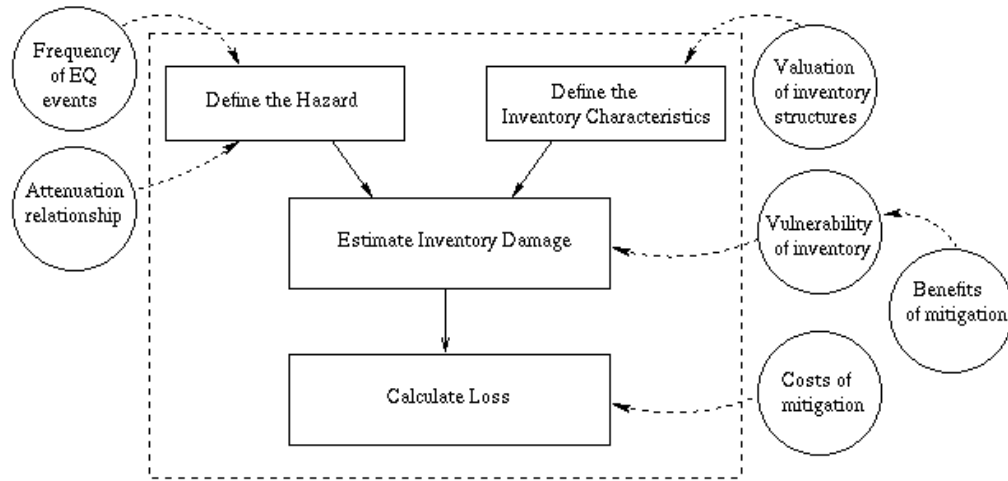 Frequency
of EQ
events
Define the Hazard
Define the
Inventory Characteristics
Valuation
of inventory
structures
Attenuation
relationship
Estimate Inventory Damage
Vulnerability
of inventory
Benefits
of mitigation
Calculate Loss
Costs of
mitigation